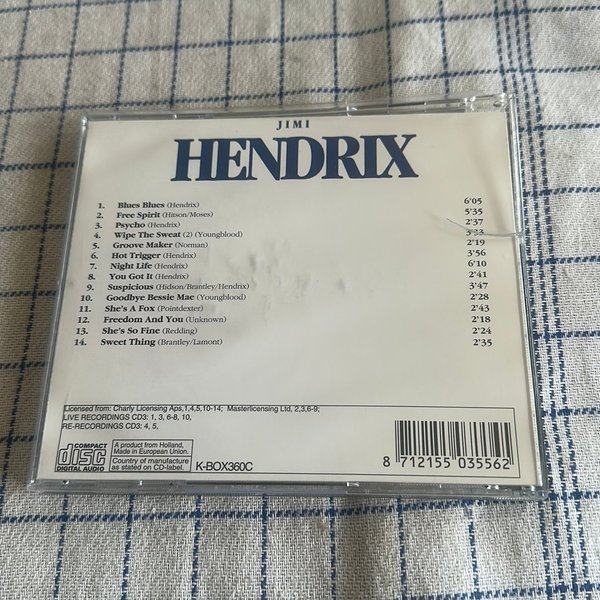 JIMI
HENDRIX
1. Blues Blues (Hendrix) 6'05
2. Free Spirit (Hitson/Moses) 5'35
3. Psycho (Hendrix) 2'37
4. Wipe The Sweat (2) (Youngblood) 3'23
5. Groove Maker (Norman) 2'19
6. Hot Trigger (Hendrix) 3'56
7. Night Life (Hendrix) 6'10
8. You Got It (Hendrix) 2'41
9. Suspicious (Hidson/Brantley/Hendrix) 3'47
10. Goodbye Bessie Mae (Youngblood) 2'28
11. She's A Fox (Pointdexter) 2'43
12. Freedom And You (Unknown) 2'18
13. She's So Fine (Redding) 2'24
14. Sweet Thing (Brantley/Lamont) 2'35
Licensed from: Charly Licensing Aps,1,4,5,10-14; Masterlicensing Ltd, 2,3,6-9;
LIVE RECORDINGS CD3: 1, 3, 6-8, 10,
RE-RECORDINGS CD3: 4, 5,
COMPACT
disc
DIGITAL AUDIO
A product from Holland,
Made in European Union.
Country of manufacture
as stated on CD-label.
K-BOX360C
8 712155 035562